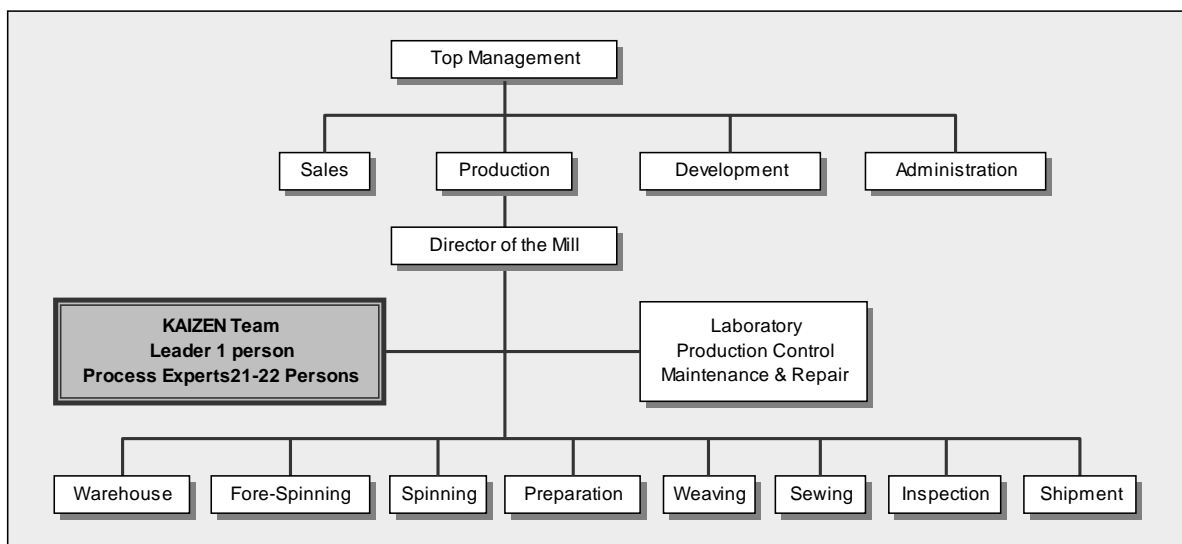 Top Management
Sales
Production
Development
Administration
Director of the Mill
KAIZEN Team
Leader 1 person
Process Experts21-22 Persons
Laboratory
Production Control
Maintenance & Repair
Warehouse
Fore-Spinning
Spinning
Preparation
Weaving
Sewing
Inspection
Shipment